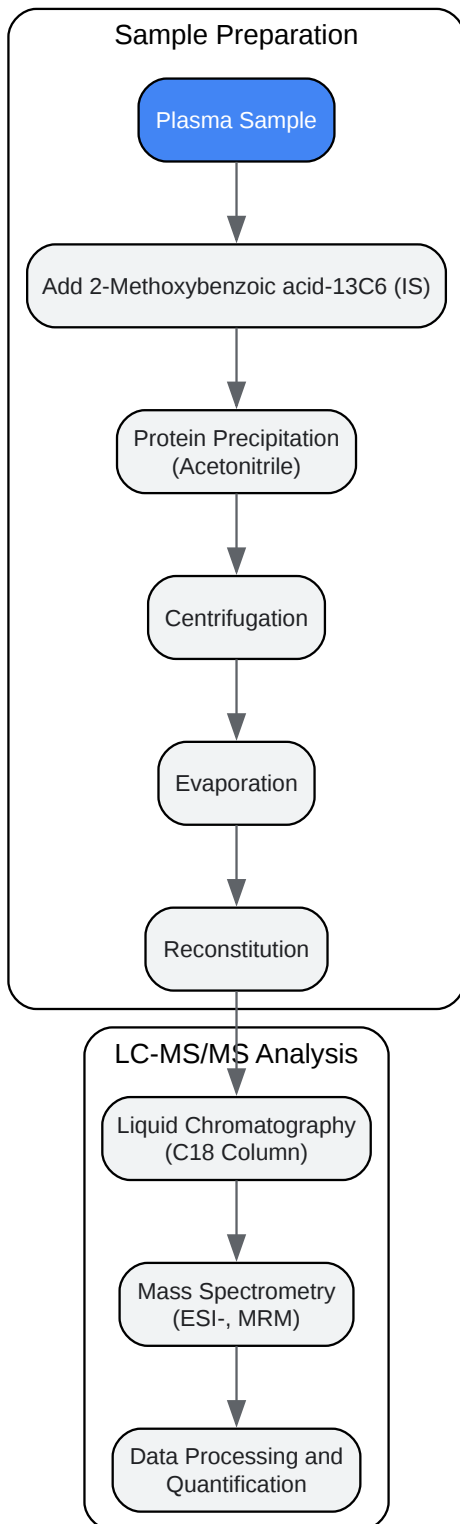 Sample Preparation
Plasma Sample
Add 2-Methoxybenzoic acid-13C6 (IS)
Protein Precipitation
(Acetonitrile)
Centrifugation
Evaporation
Reconstitution
LC-MS/MS Analysis
Liquid Chromatography
(C18 Column)
Mass Spectrometry
(ESI-, MRM)
Data Processing and
Quantification